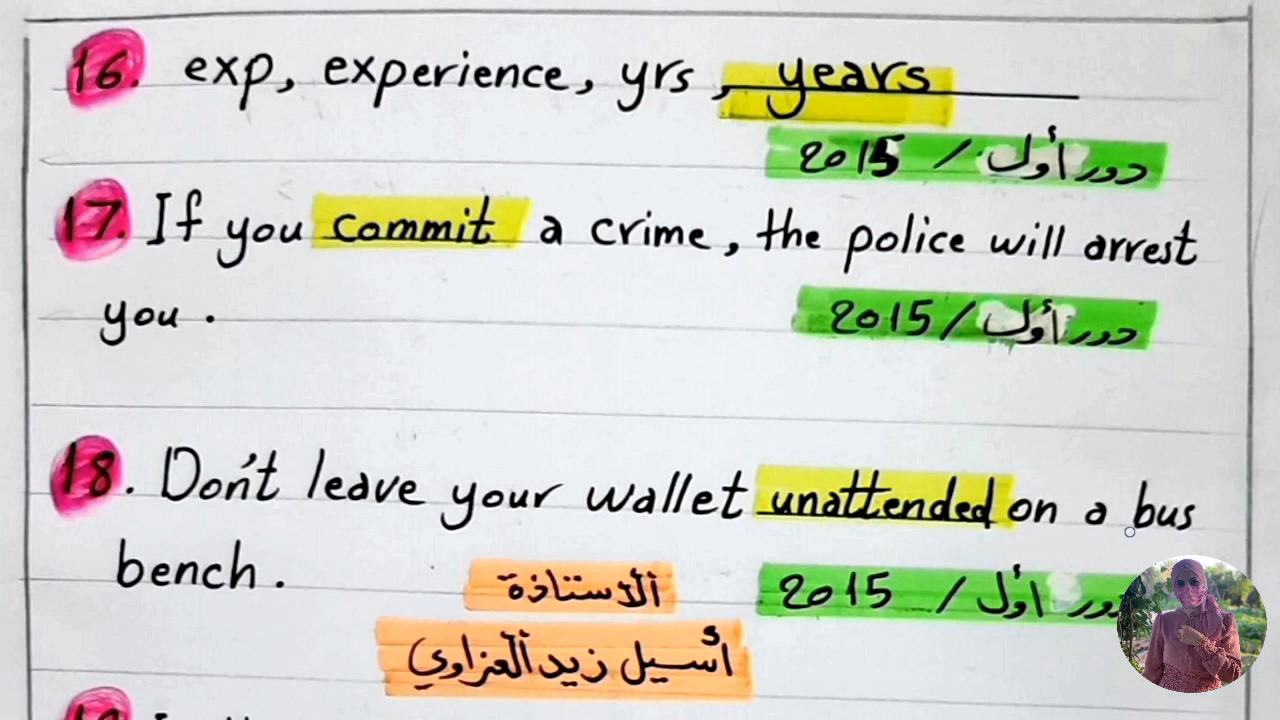 16. exp, experience, yrs, years
دور أول / 2015
17. If you commit a crime, the police will arrest
you.
دور أول / 2015
18. Don't leave your wallet unattended on a bus
bench.
الاستاذة
دور أول / 2015
أسيل زيد العزاوي